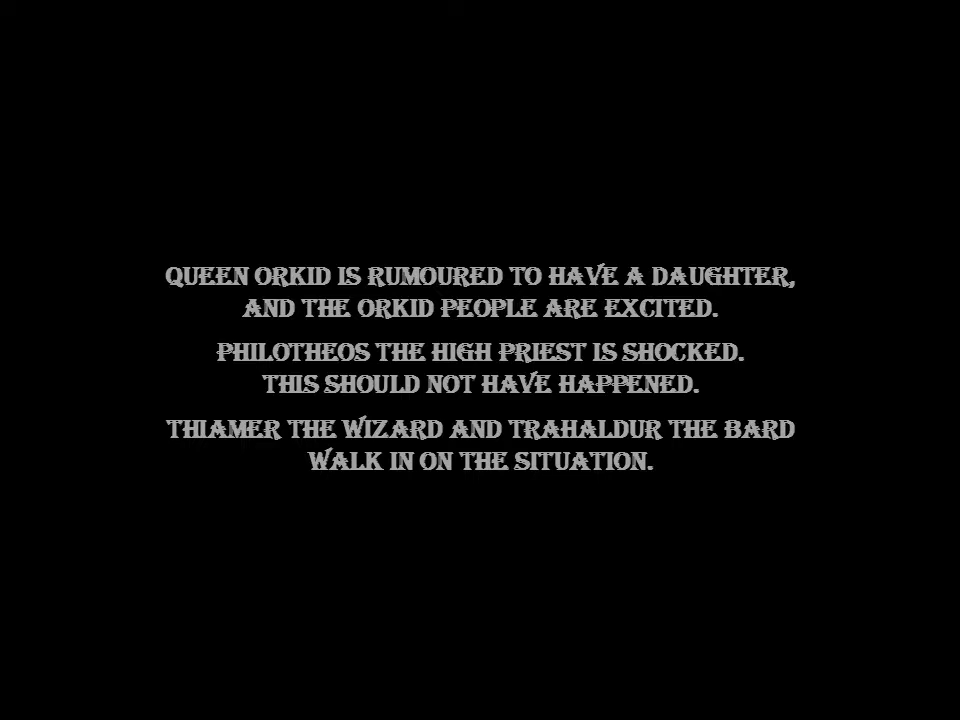 QUEEN ORKID IS RUMOURED TO HAVE A DAUGHTER,
AND THE ORKID PEOPLE ARE EXCITED.
PHILOTHEOS THE HIGH PRIEST IS SHOCKED.
THIS SHOULD NOT HAVE HAPPENED.
THIAMER THE WIZARD AND TRAHALDUR THE BARD
WALK IN ON THE SITUATION.